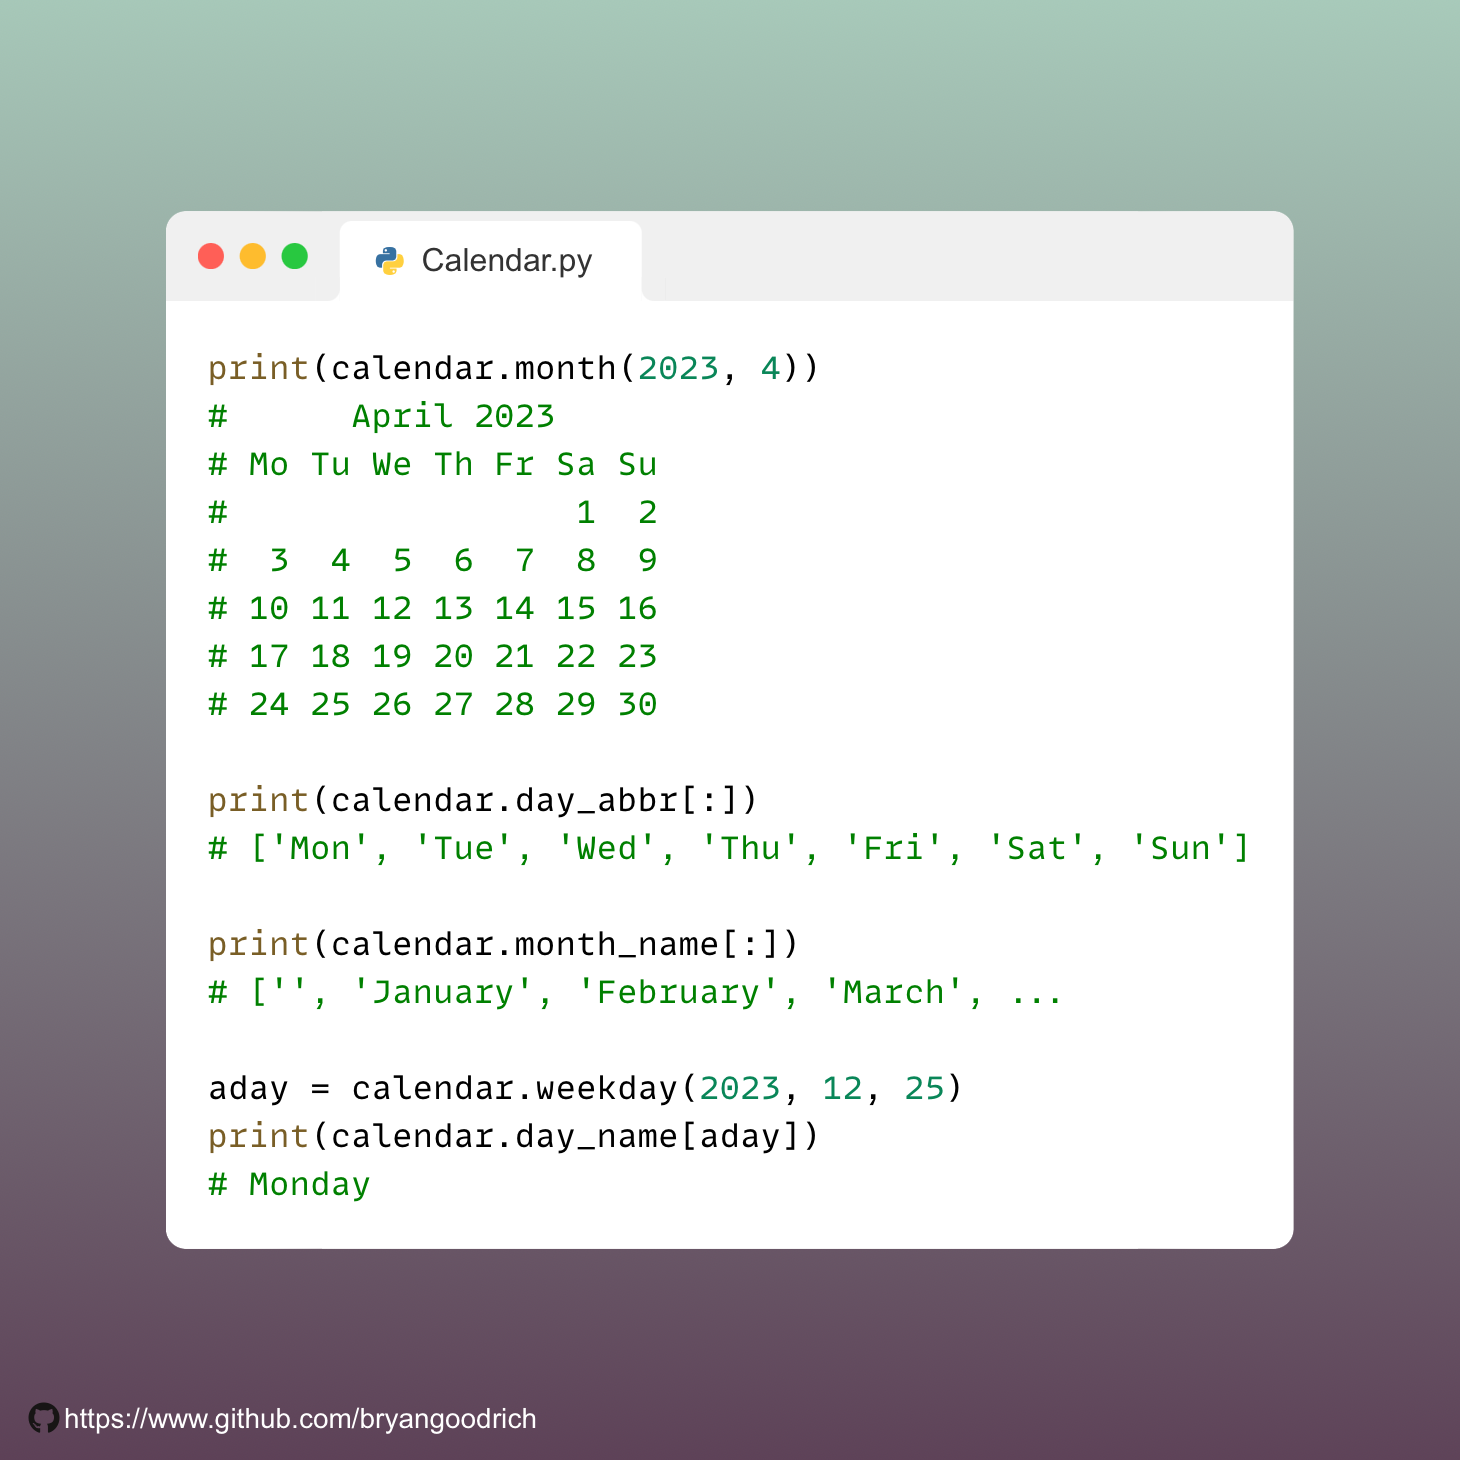 Calendar.py
print(calendar.month(2023, 4))
#      April 2023
# Mo Tu We Th Fr Sa Su
#                 1  2
#  3  4  5  6  7  8  9
# 10 11 12 13 14 15 16
# 17 18 19 20 21 22 23
# 24 25 26 27 28 29 30
print(calendar.day_abbr[:])
# ['Mon', 'Tue', 'Wed', 'Thu', 'Fri', 'Sat', 'Sun']
print(calendar.month_name[:])
# ['', 'January', 'February', 'March', ...
aday = calendar.weekday(2023, 12, 25)
print(calendar.day_name[aday])
# Monday
https://www.github.com/bryangoodrich